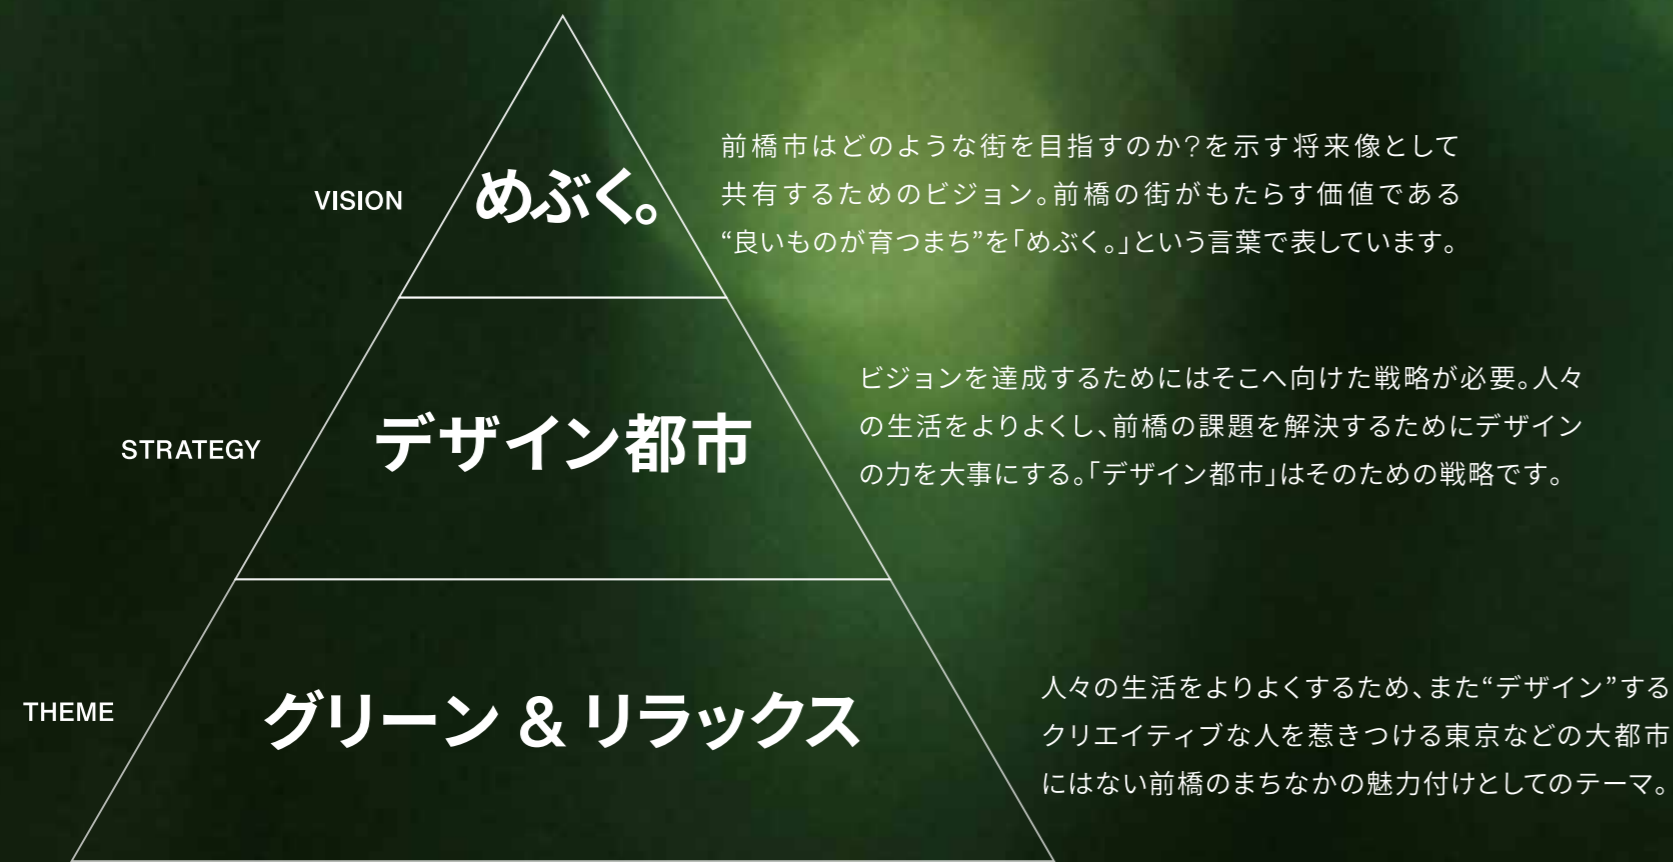 VISION
めぶく。
前橋市はどのような街を目指すのか?を示す将来像として
共有するためのビジョン。前橋の街がもたらす価値である
“良いものが育つまち”を「めぶく。」という言葉で表しています。
STRATEGY
デザイン都市
ビジョンを達成するためにはそこへ向けた戦略が必要。人々
の生活をよりよくし、前橋の課題を解決するためにデザイン
の力を大事にする。「デザイン都市」はそのための戦略です。
THEME
グリーン & リラックス
人々の生活をよりよくするため、また“デザイン”する
クリエイティブな人を惹きつける東京などの大都市
にはない前橋のまちなかの魅力付けとしてのテーマ。